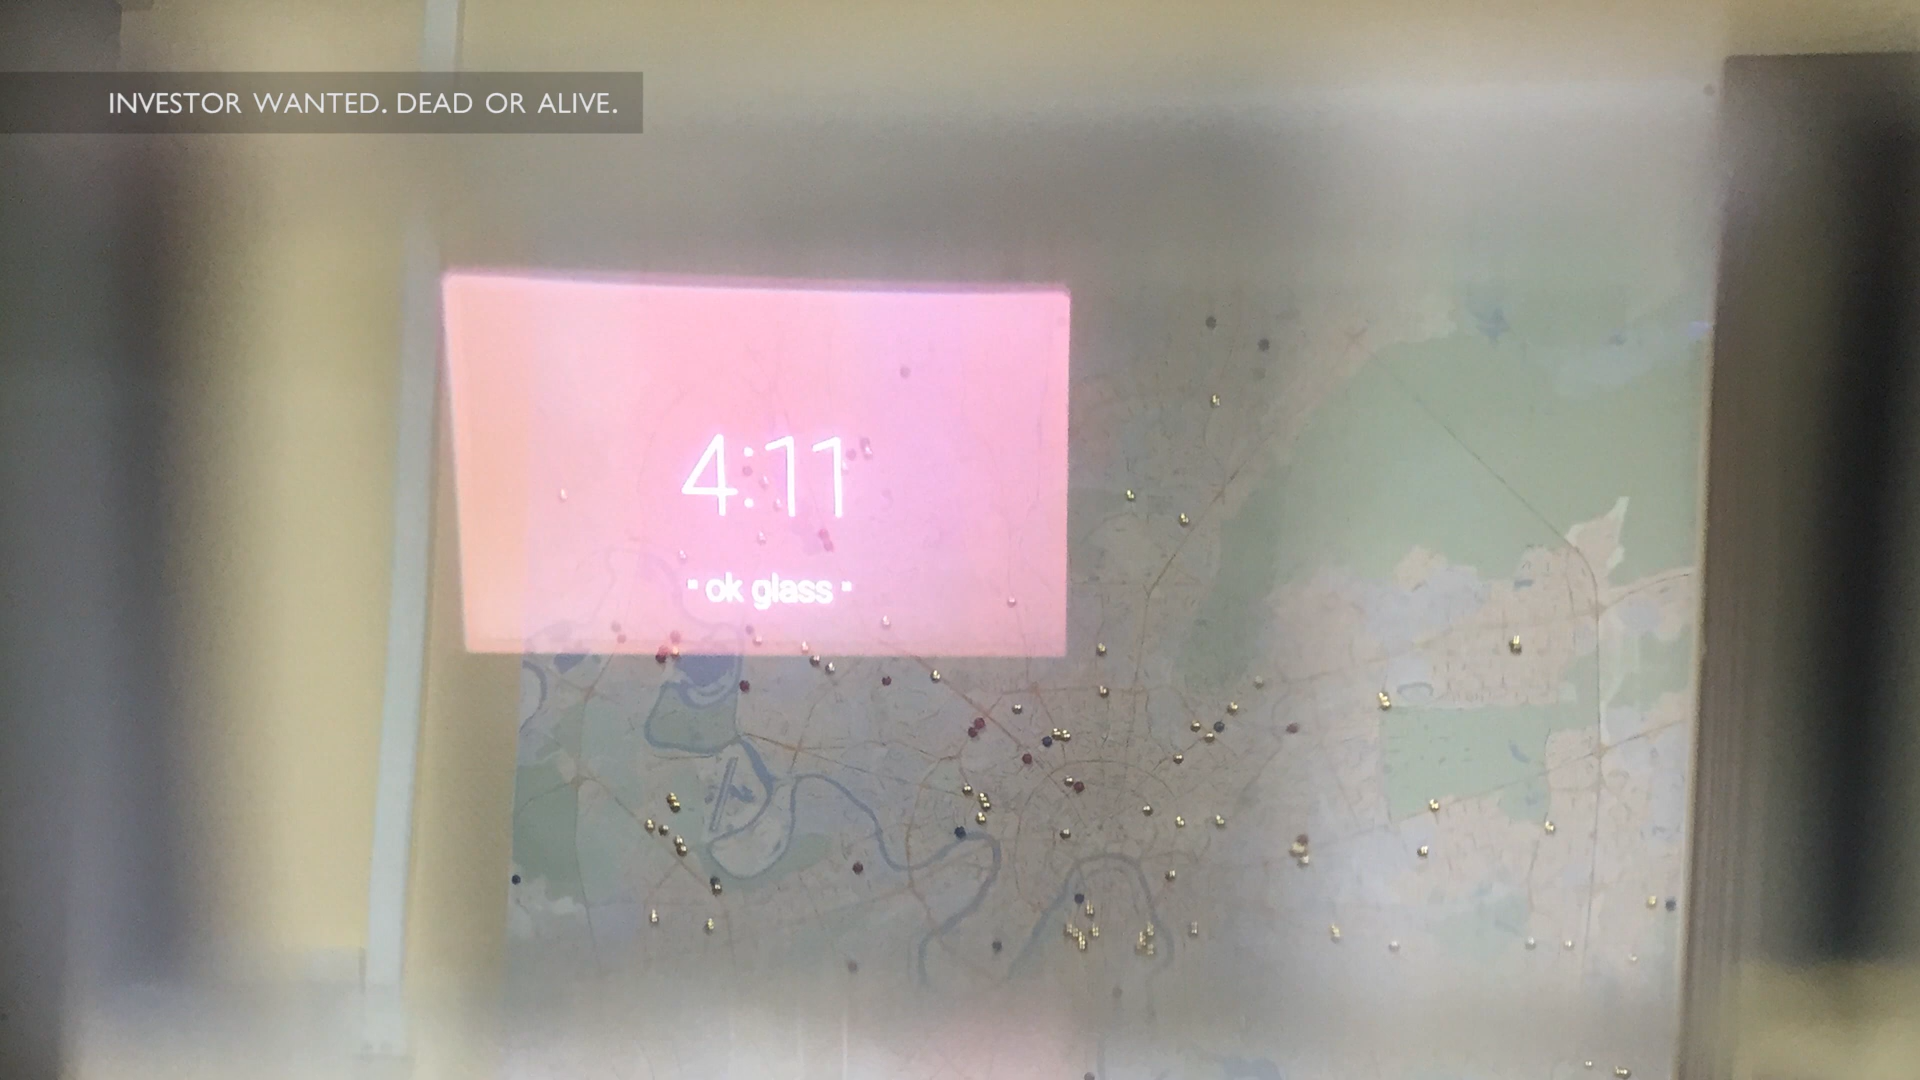 INVESTOR WANTED. DEAD OR ALIVE.
4:11
" ok glass "